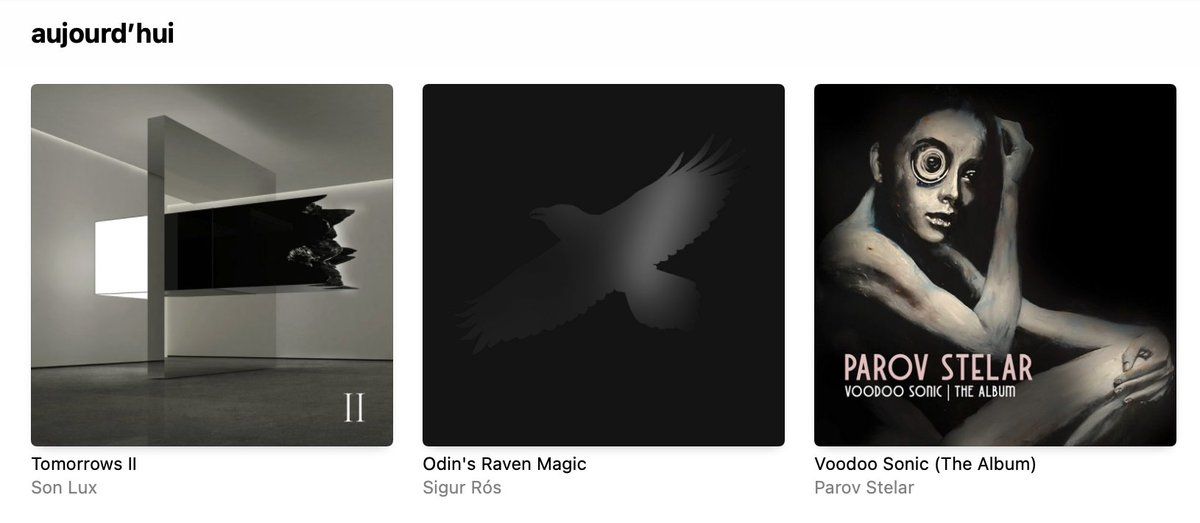 aujourd’hui
II
PAROV STELAR
VOODOO SONIC | THE ALBUM
Tomorrows II
Son Lux
Odin's Raven Magic
Sigur Rós
Voodoo Sonic (The Album)
Parov Stelar